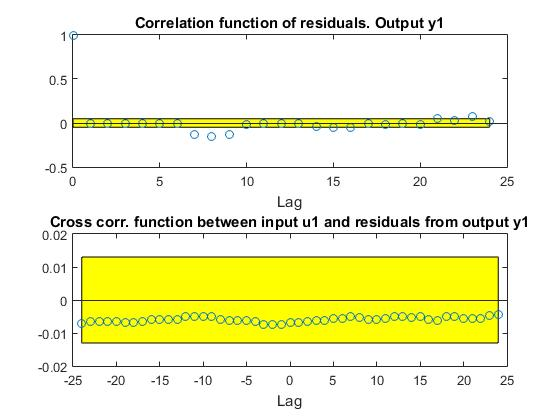 Correlation function of residuals. Output y1
1
0.5
0
-0.5
0 5 10 15 20 25
Lag
Cross corr. function between input u1 and residuals from output y1
0.02
0.01
0
-0.01
-0.02
-25 -20 -15 -10 -5 0 5 10 15 20 25
Lag